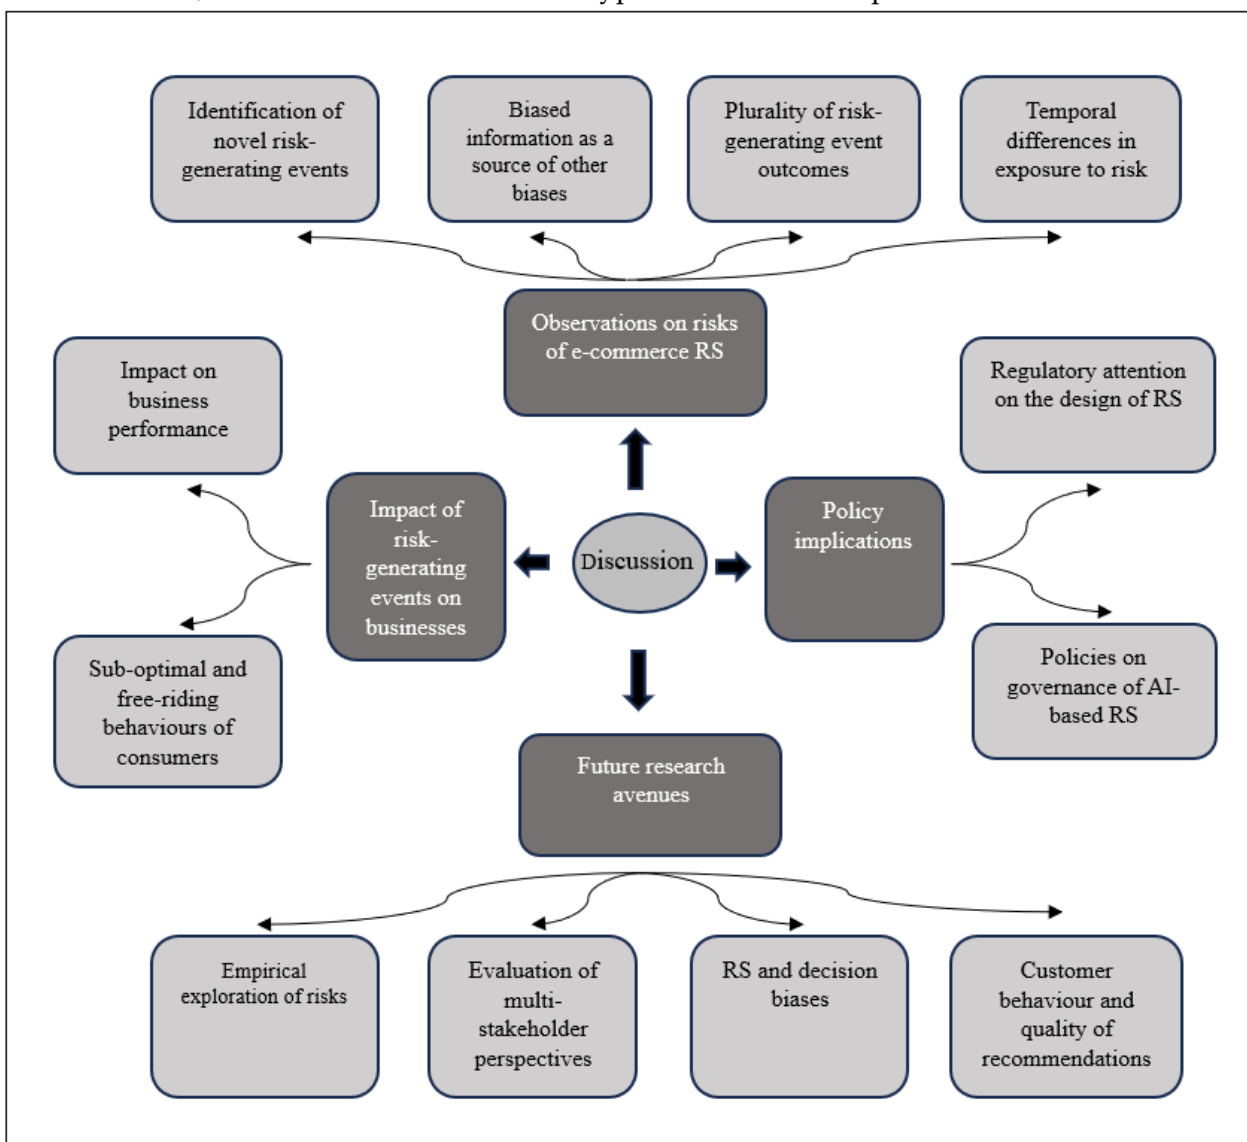 Identification of
novel risk-
generating events
Biased
information as a
source of other
biases
Plurality of risk-
generating event
outcomes
Temporal
differences in
exposure to risk
Observations on risks
of e-commerce RS
Impact on
business
performance
Regulatory attention
on the design of RS
Impact of
risk-
generating
events on
businesses
Discussion
Policy
implications
Sub-optimal and
free-riding
behaviours of
consumers
Policies on
governance of AI-
based RS
Future research
avenues
Empirical
exploration of risks
Evaluation of
multi-
stakeholder
perspectives
RS and decision
biases
Customer
behaviour and
quality of
recommendations